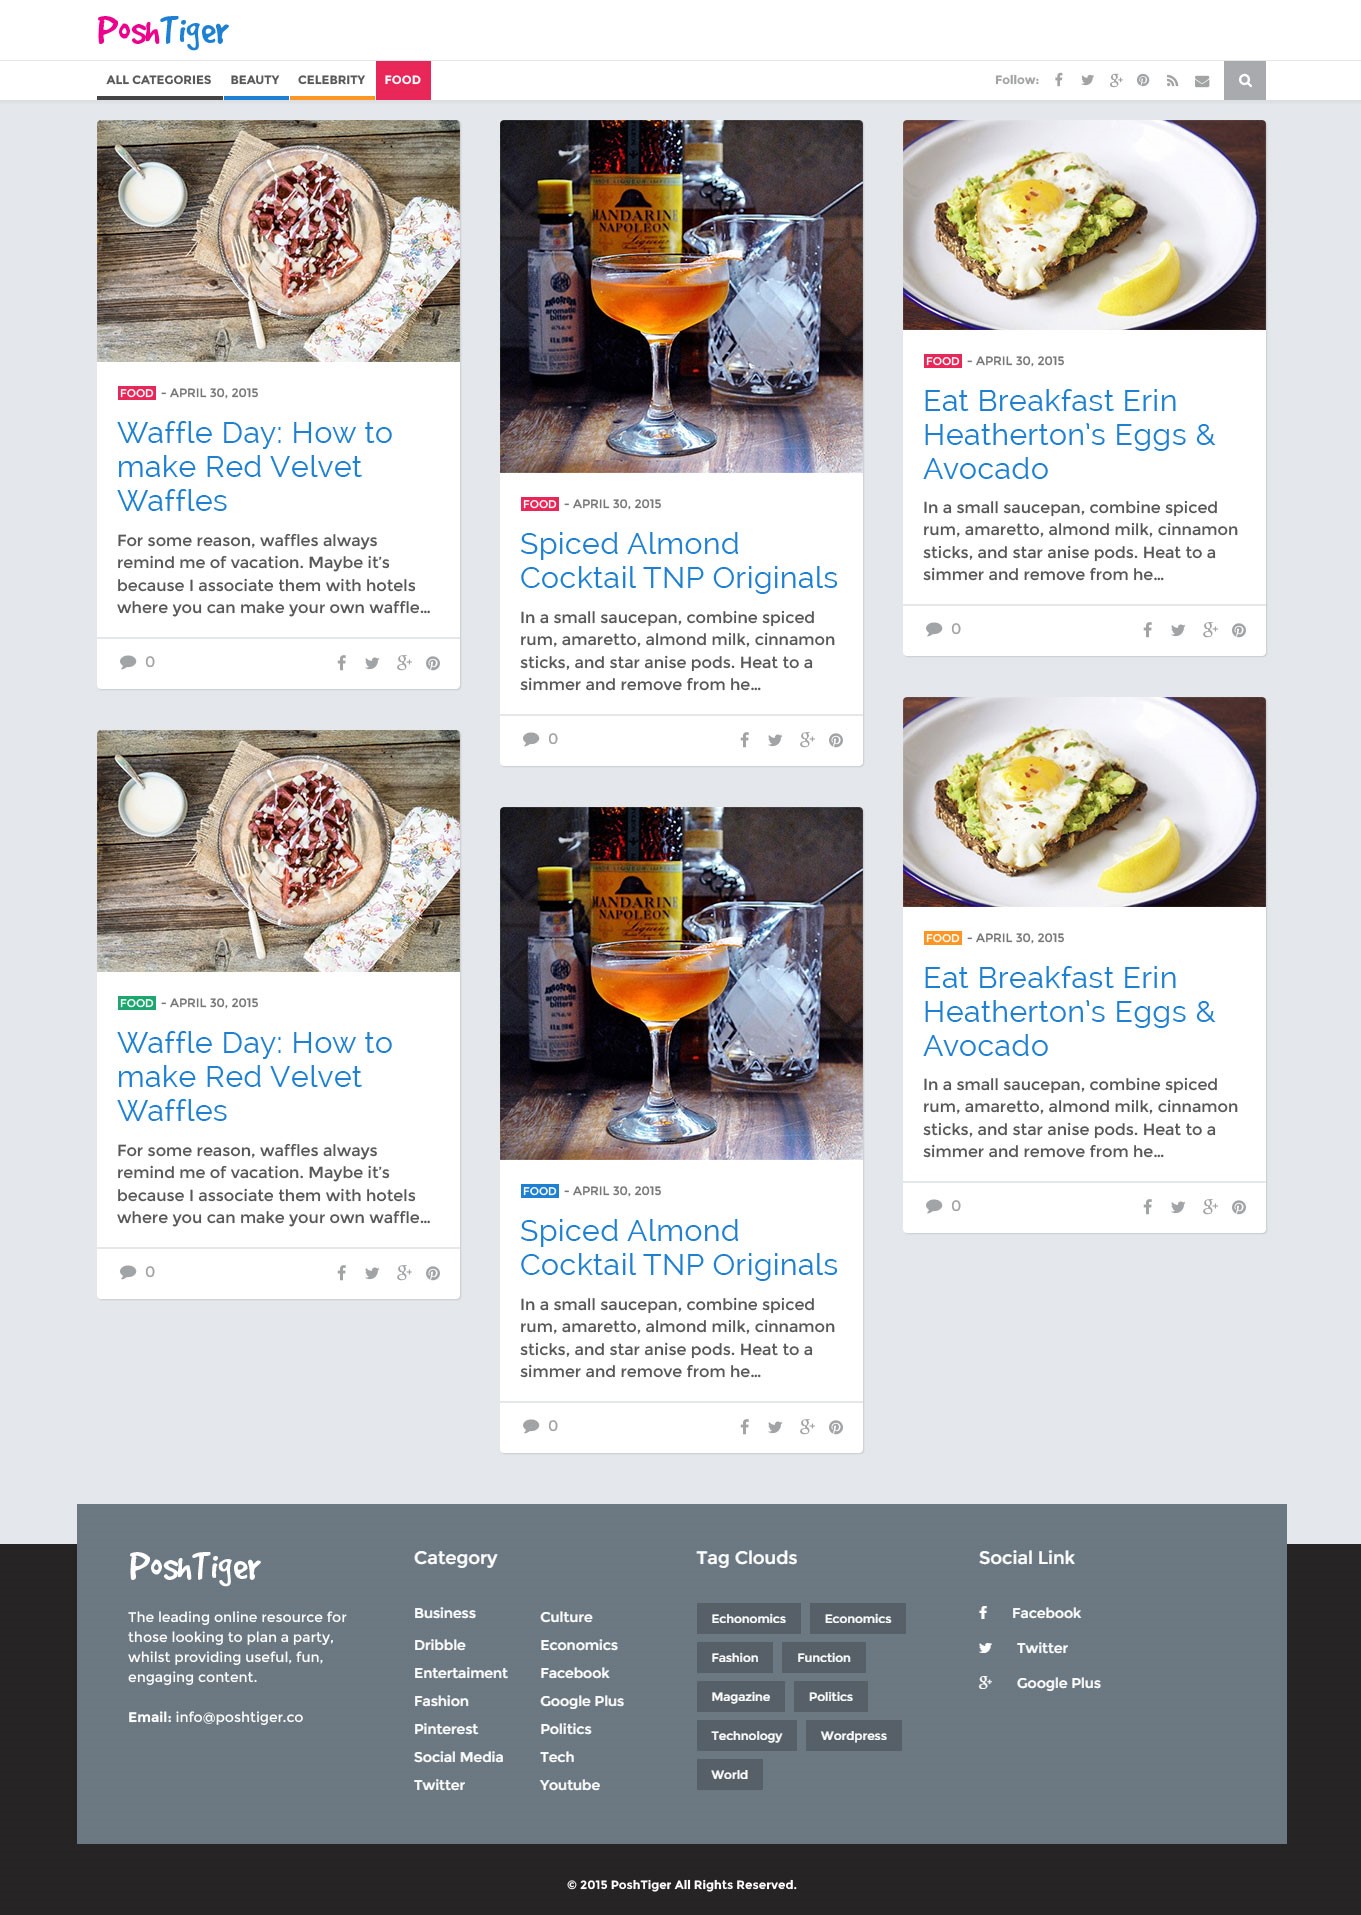 PoshTiger
ALL CATEGORIES BEAUTY CELEBRITY FOOD Follow:
FOOD - APRIL 30, 2015
Waffle Day: How to
make Red Velvet
Waffles
For some reason, waffles always
remind me of vacation. Maybe it's
because I associate them with hotels
where you can make your own waffle...
0
MANDARINE
NAPOLÉON
Liqueur
aromatic
bitters
FOOD - APRIL 30, 2015
Spiced Almond
Cocktail TNP Originals
In a small saucepan, combine spiced
rum, amaretto, almond milk, cinnamon
sticks, and star anise pods. Heat to a
simmer and remove from he...
0
FOOD - APRIL 30, 2015
Eat Breakfast Erin
Heatherton's Eggs &
Avocado
In a small saucepan, combine spiced
rum, amaretto, almond milk, cinnamon
sticks, and star anise pods. Heat to a
simmer and remove from he...
0
FOOD - APRIL 30, 2015
Waffle Day: How to
make Red Velvet
Waffles
For some reason, waffles always
remind me of vacation. Maybe it's
because I associate them with hotels
where you can make your own waffle...
0
MANDARINE
NAPOLÉON
Liqueur
aromatic
bitters
FOOD - APRIL 30, 2015
Spiced Almond
Cocktail TNP Originals
In a small saucepan, combine spiced
rum, amaretto, almond milk, cinnamon
sticks, and star anise pods. Heat to a
simmer and remove from he...
0
FOOD - APRIL 30, 2015
Eat Breakfast Erin
Heatherton's Eggs &
Avocado
In a small saucepan, combine spiced
rum, amaretto, almond milk, cinnamon
sticks, and star anise pods. Heat to a
simmer and remove from he...
0
PoshTiger
The leading online resource for
those looking to plan a party,
whilst providing useful, fun,
engaging content.
Email: info@poshtiger.co
Category
Business
Dribble
Entertaiment
Fashion
Pinterest
Social Media
Twitter
Culture
Economics
Facebook
Google Plus
Politics
Tech
Youtube
Tag Clouds
Echonomics Economics
Fashion Function
Magazine Politics
Technology Wordpress
World
Social Link
Facebook
Twitter
Google Plus
© 2015 PoshTiger All Rights Reserved.